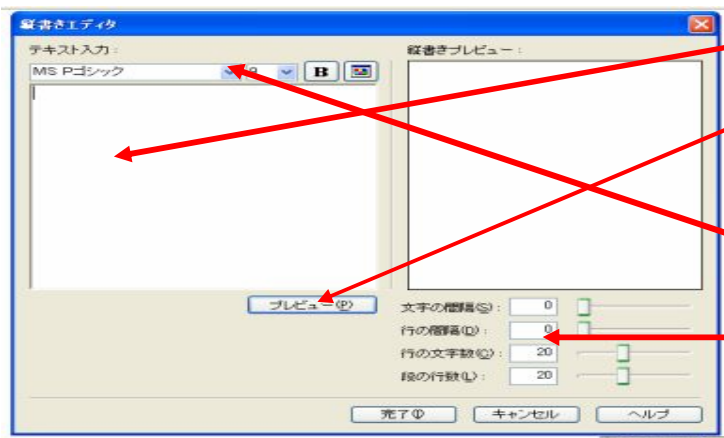 縦書きエディタ
テキスト入力:
縦書きプレビュー:
MS Pゴシック
B
プレビュー(P)
文字の間隔(S): 0
行の間隔(D): 0
行の文字数(C): 20
段の行数(L): 20
完了
キャンセル
ヘルプ